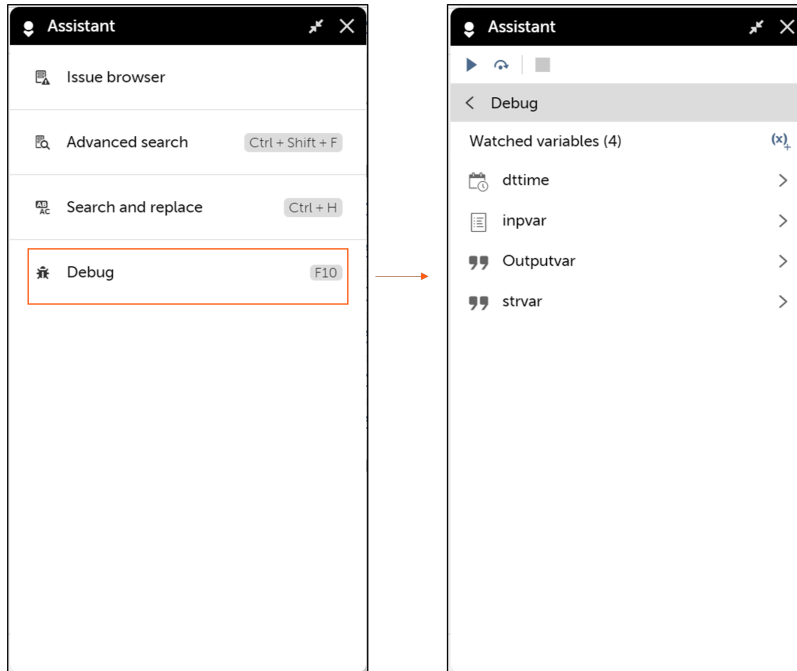 Assistant
Issue browser
Advanced search Ctrl + Shift + F
Search and replace Ctrl + H
Debug F10
Assistant
Debug
Watched variables (4) (x)+
dttime
inpvar
Outputvar
strvar